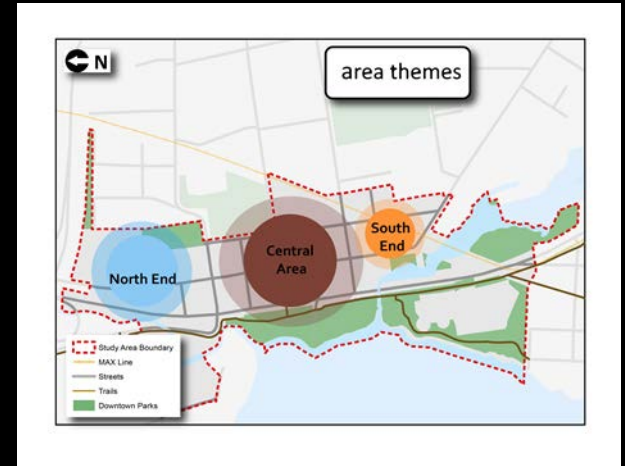 N
area themes
North End
Central
Area
South
End
Study Area Boundary
MAX Line
Streets
Trails
Downtown Parks